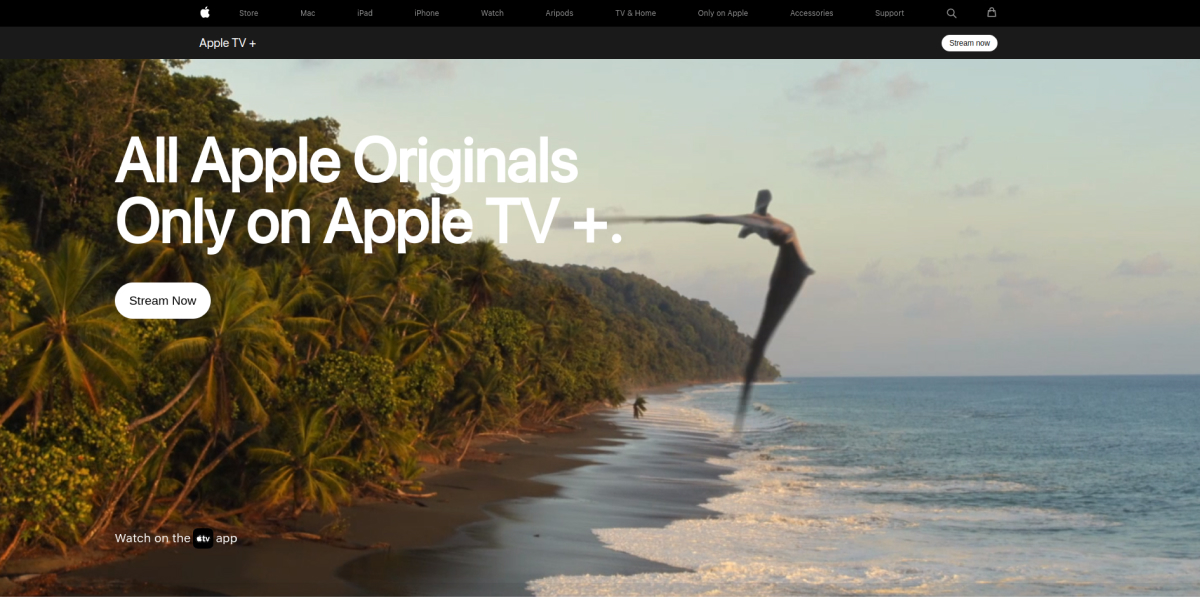 Store Mac iPad iPhone Watch Aripods TV & Home Only on Apple Accessories Support
Apple TV +
Stream now
All Apple Originals
Only on Apple TV +.
Stream Now
Watch on the tv app